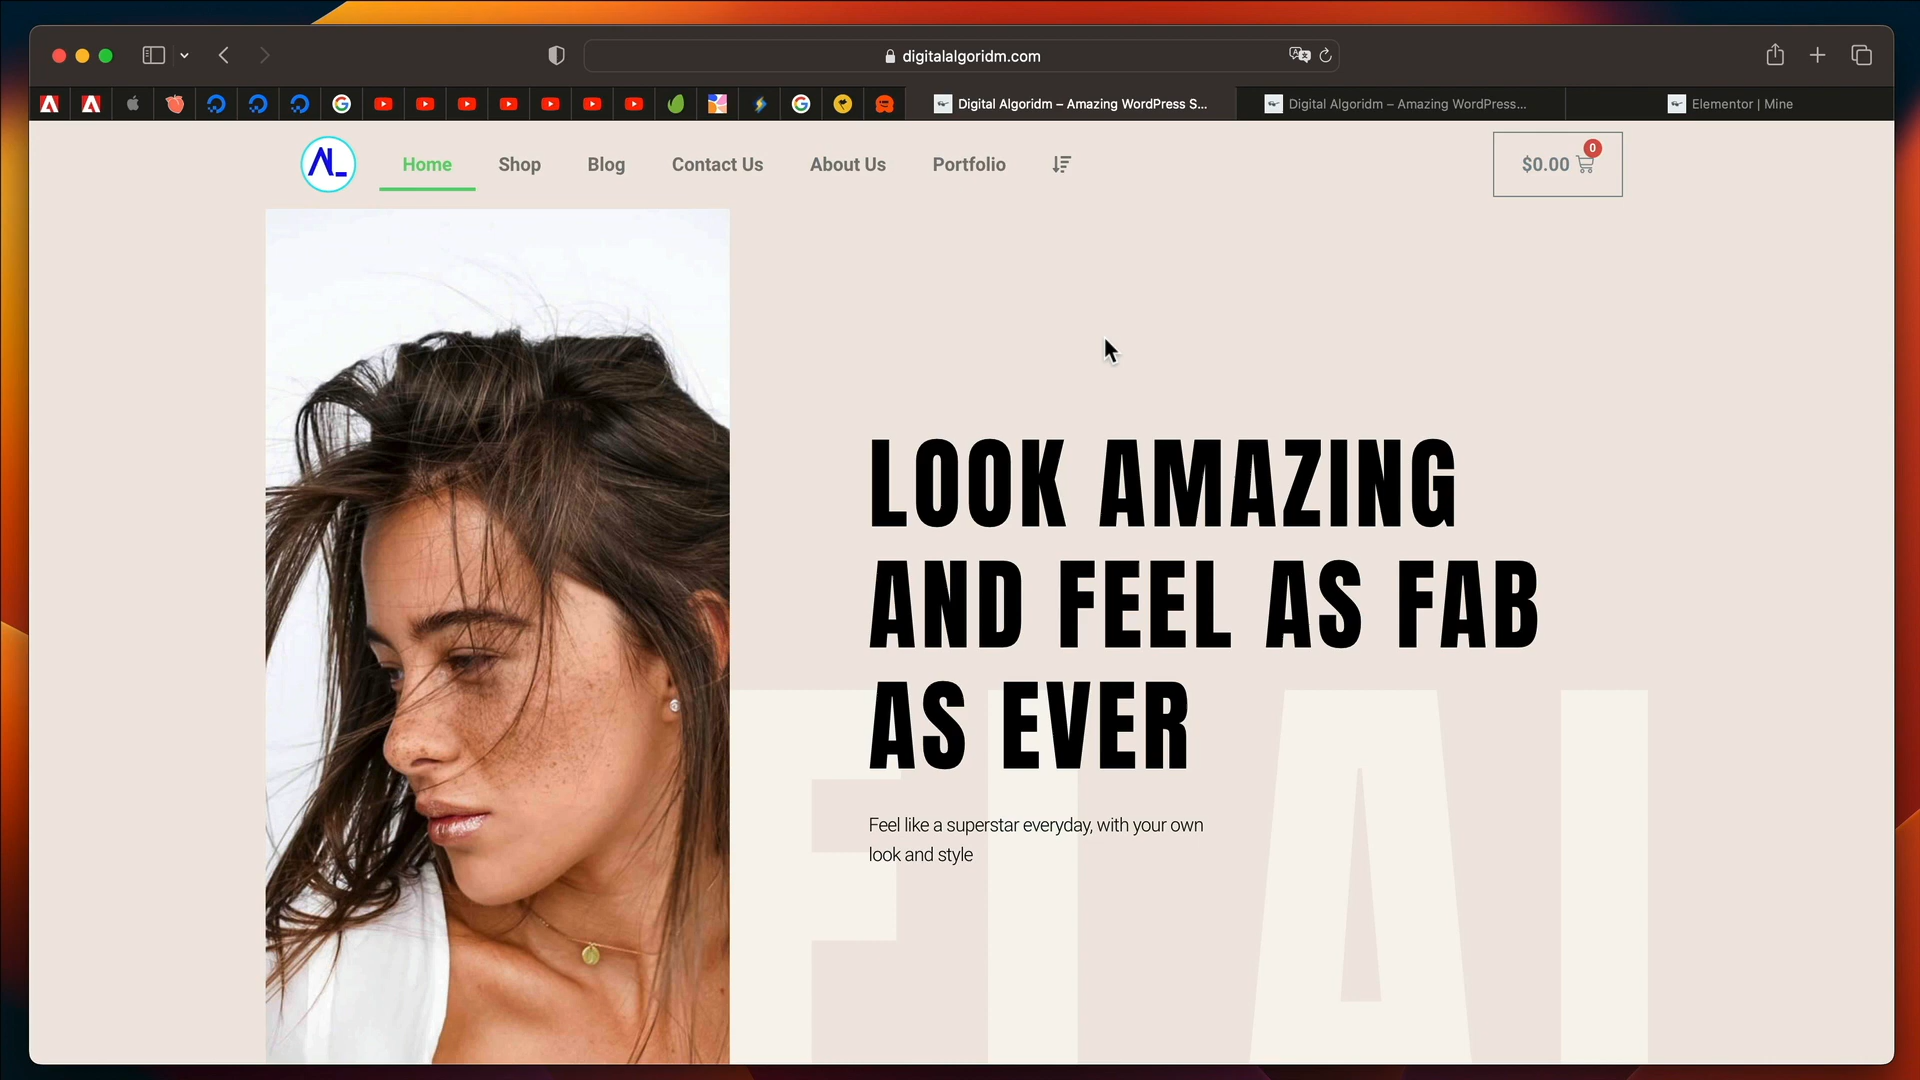 digitalalgoridm.com
Digital Algoridm – Amazing WordPress S...
Digital Algoridm – Amazing WordPress...
Elementor | Mine
AL_
Home
Shop
Blog
Contact Us
About Us
Portfolio
$0.00
0
LOOK AMAZING
AND FEEL AS FAB
AS EVER
Feel like a superstar everyday, with your own
look and style